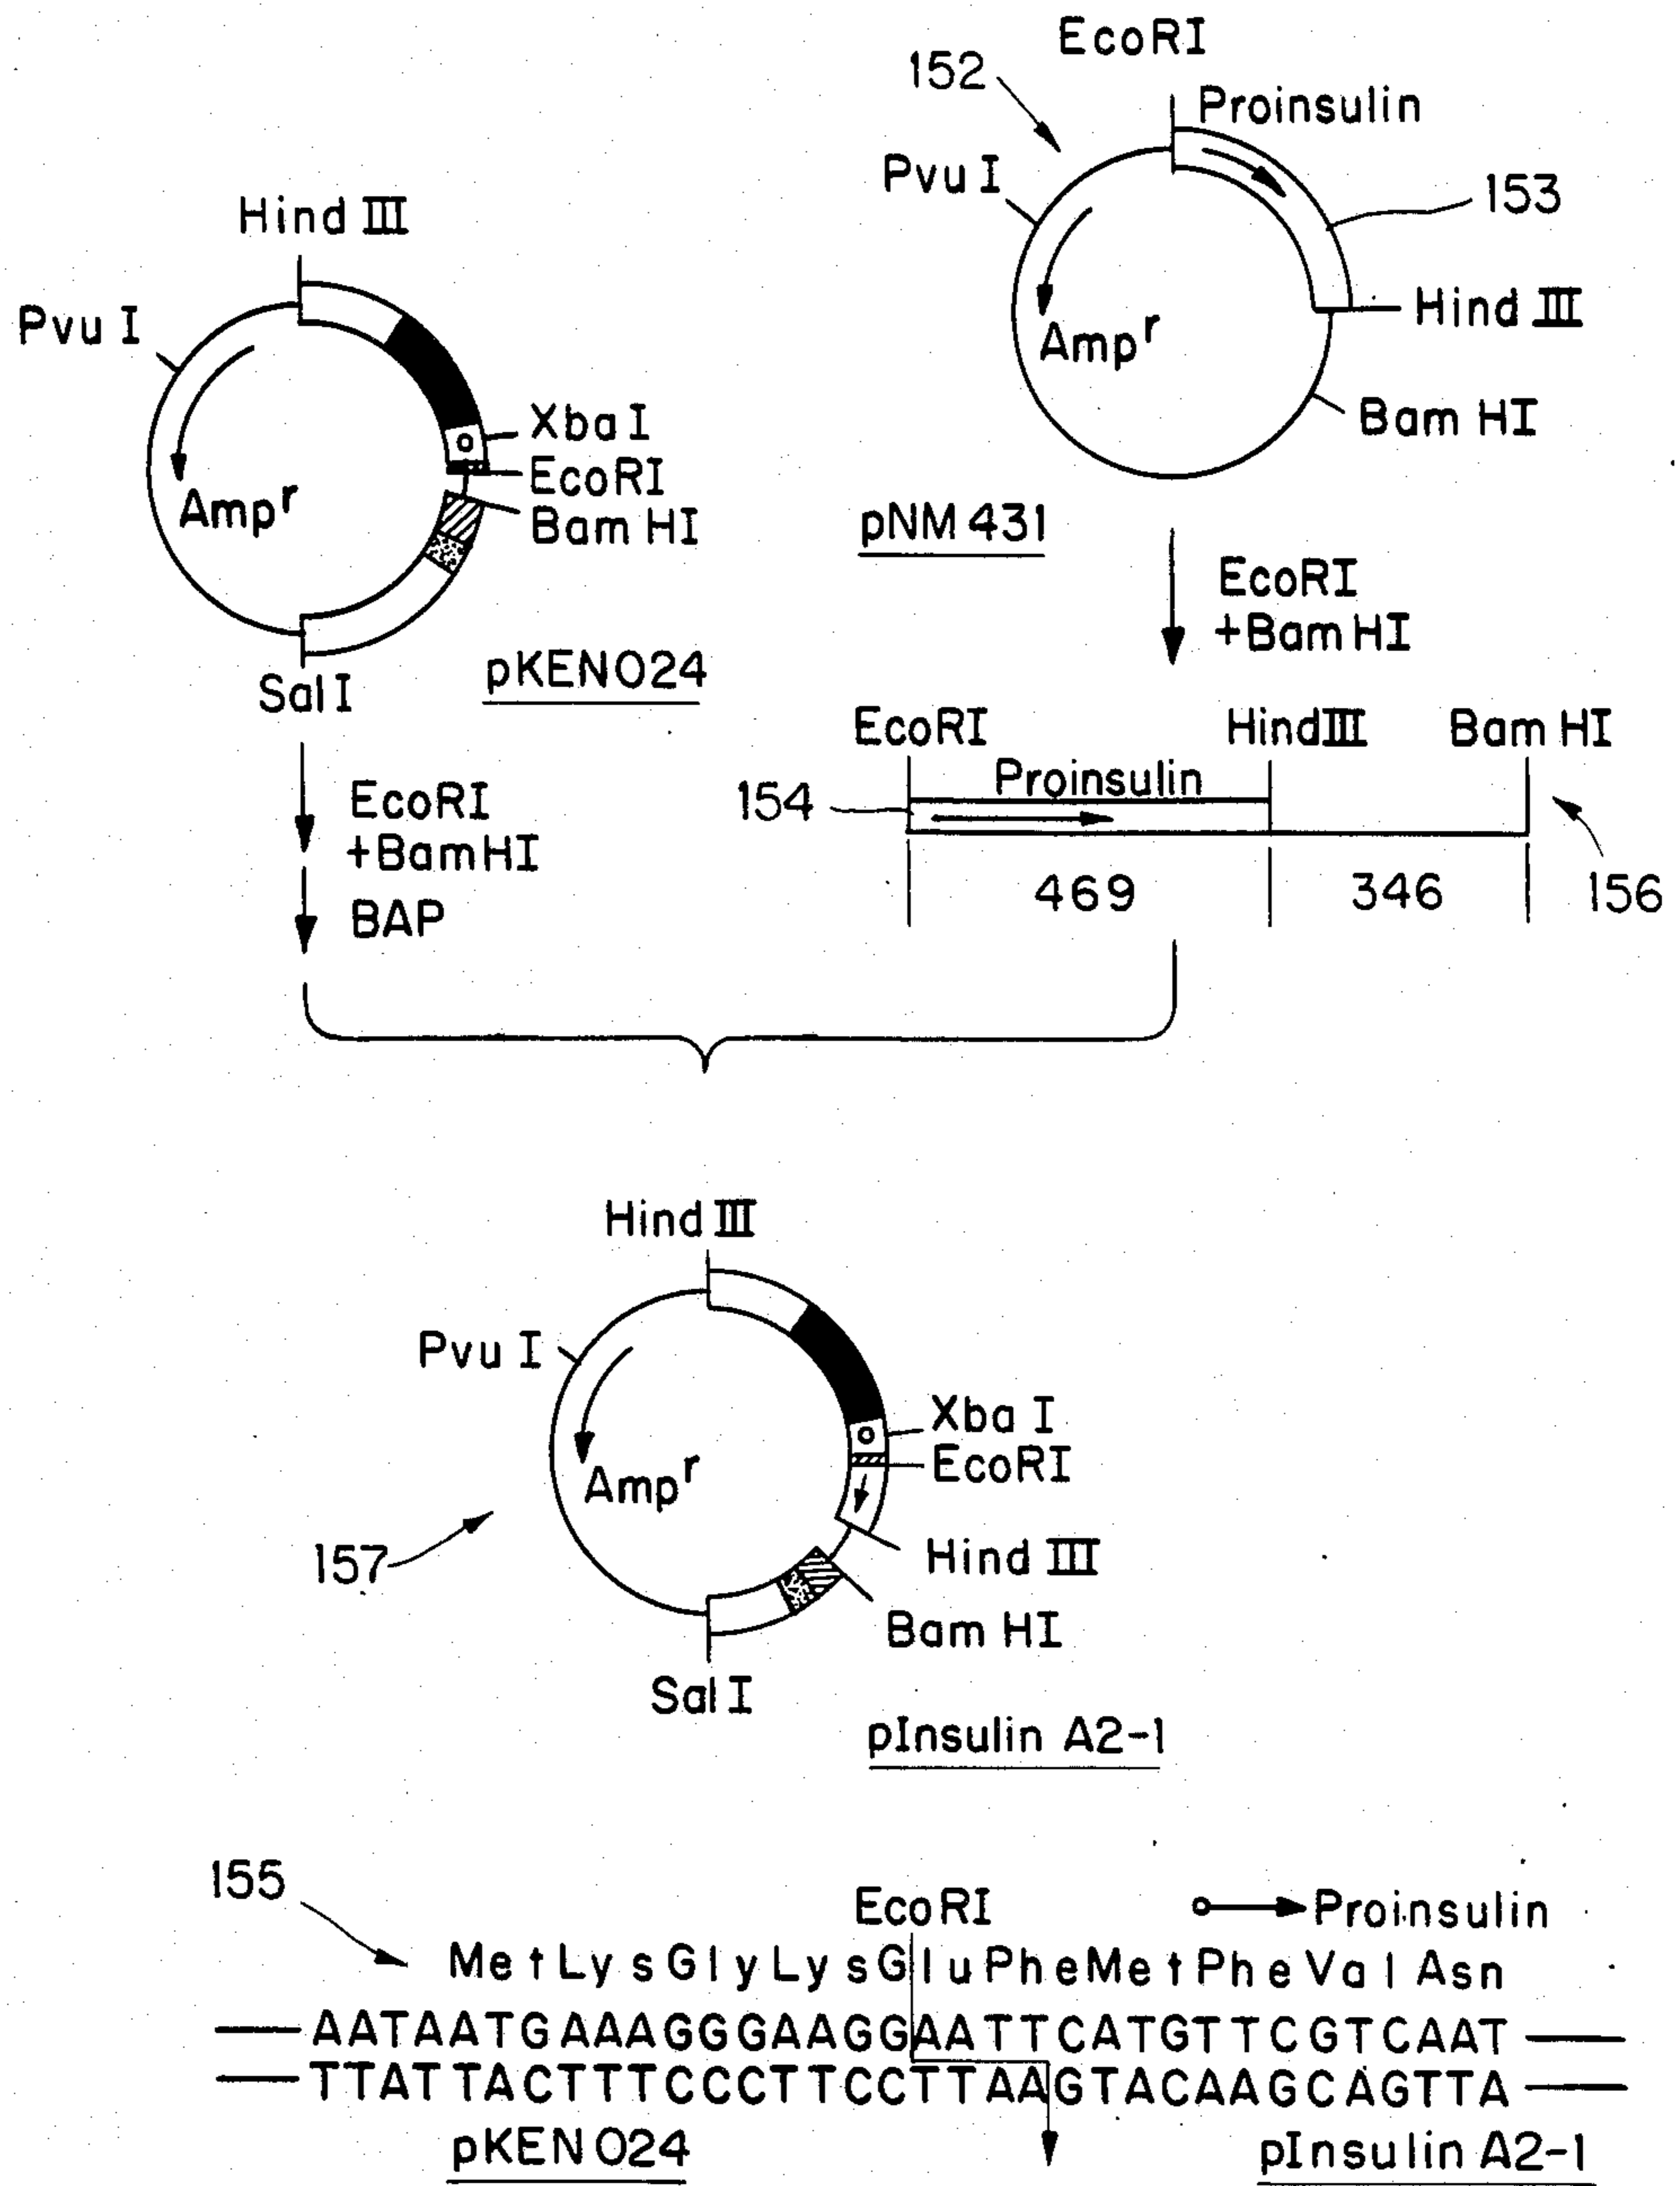 EcoRI
152
Proinsulin
Pvu I
153
Hind III
Hind III
Pvu I
Amp^r
Bam HI
Xba I
EcoRI
Bam HI
Amp^r
pNM 431
EcoRI
+Bam HI
pKEN024
Sal I
EcoRI
HindIII
Bam HI
Proinsulin
154
EcoRI
+BamHI
469
346
156
BAP
Hind III
Pvu I
Xba I
EcoRI
Amp^r
157
Hind III
Bam HI
Sal I
pInsulin A2-1
155
EcoRI
Proinsulin
MetLysGlyLysGluPheMetPheValAsn
AATAATGAAAGGGAAGGAATTCATGTTCGTCAAT
TTATTACTTTCCCTTCCTTAAGTACAAGCAGTTA
pKEN024
pInsulin A2-1